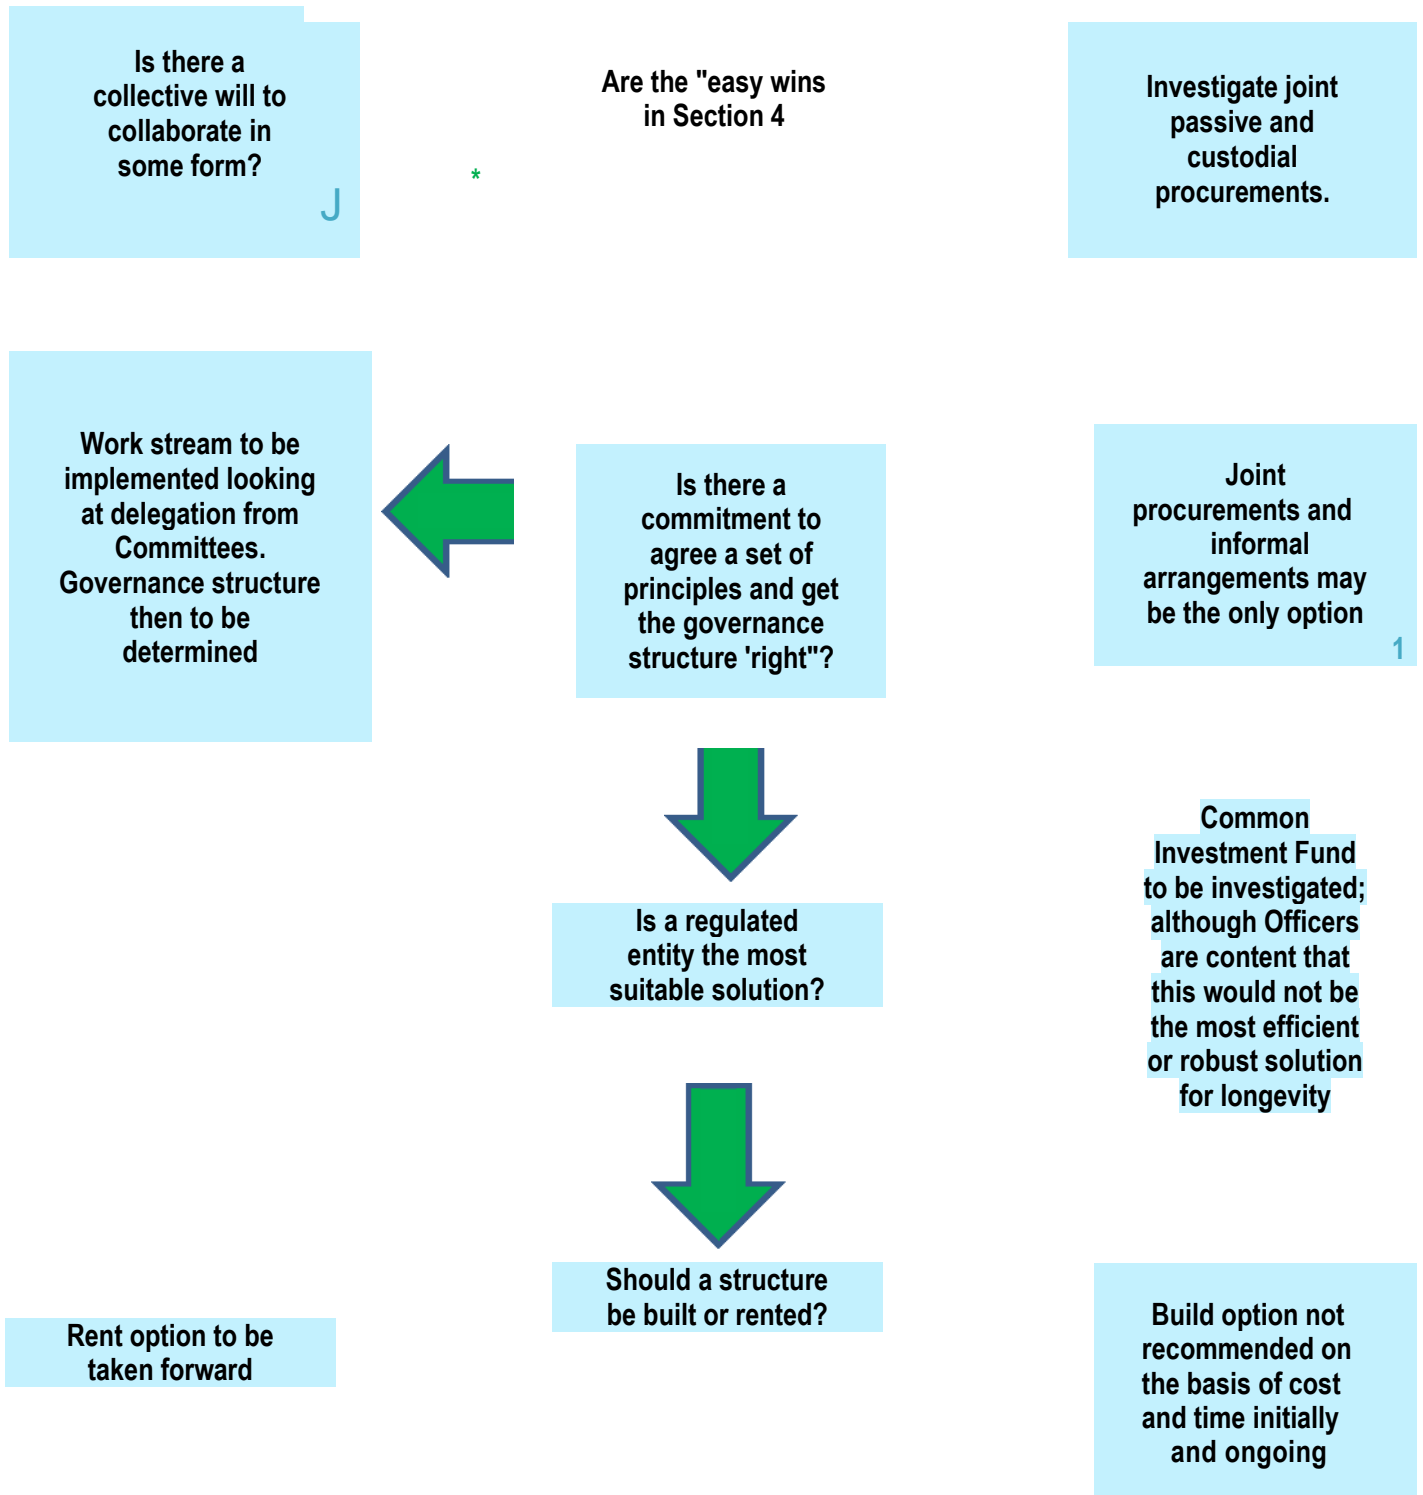 Is there a
collective will to
collaborate in
some form?
J
*
Are the "easy wins
in Section 4
Investigate joint
passive and
custodial
procurements.
Work stream to be
implemented looking
at delegation from
Committees.
Governance structure
then to be
determined
Is there a
commitment to
agree a set of
principles and get
the governance
structure 'right"?
Joint
procurements and
informal
arrangements may
be the only option
1
Is a regulated
entity the most
suitable solution?
Common
Investment Fund
to be investigated;
although Officers
are content that
this would not be
the most efficient
or robust solution
for longevity
Rent option to be
taken forward
Should a structure
be built or rented?
Build option not
recommended on
the basis of cost
and time initially
and ongoing